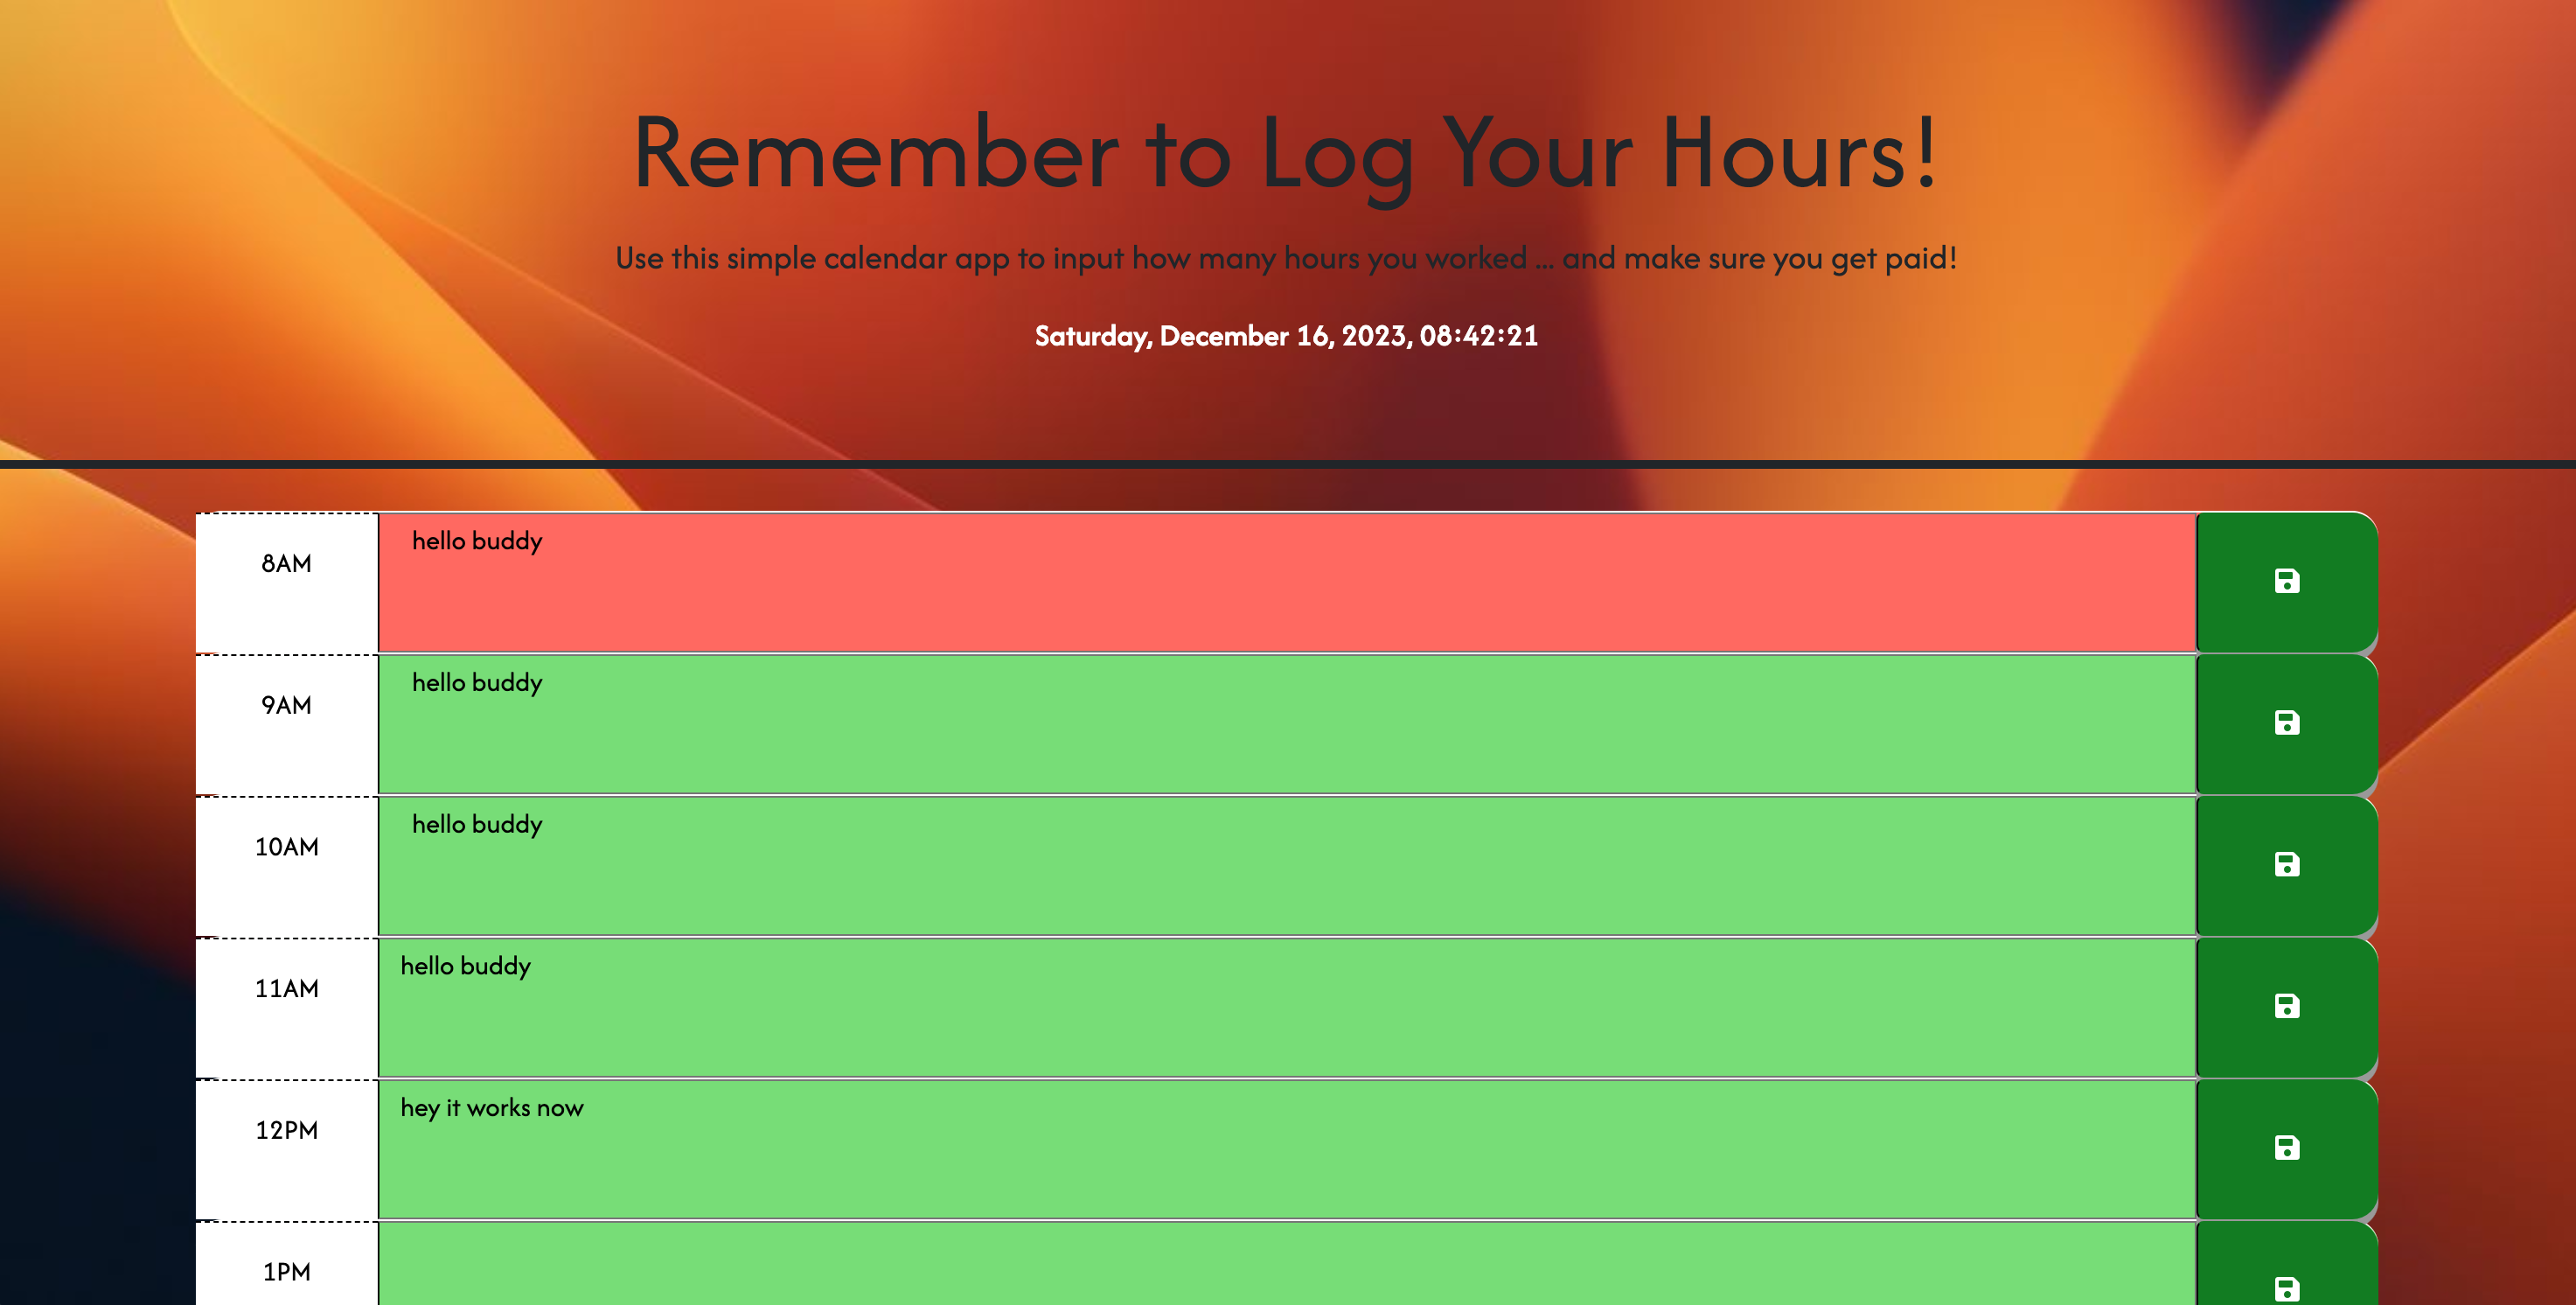 Remember to Log Your Hours!
Use this simple calendar app to input how many hours you worked ... and make sure you get paid!
Saturday, December 16, 2023, 08:42:21
8AM
hello buddy
9AM
hello buddy
10AM
hello buddy
11AM
hello buddy
12PM
hey it works now
1PM